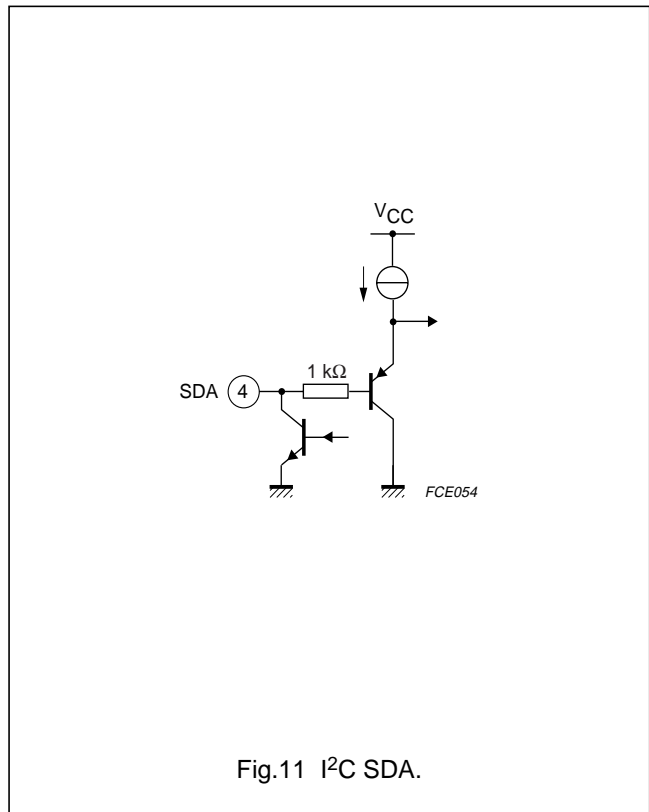 VCC
1 kΩ
SDA 4
FCE054
Fig.11 I²C SDA.